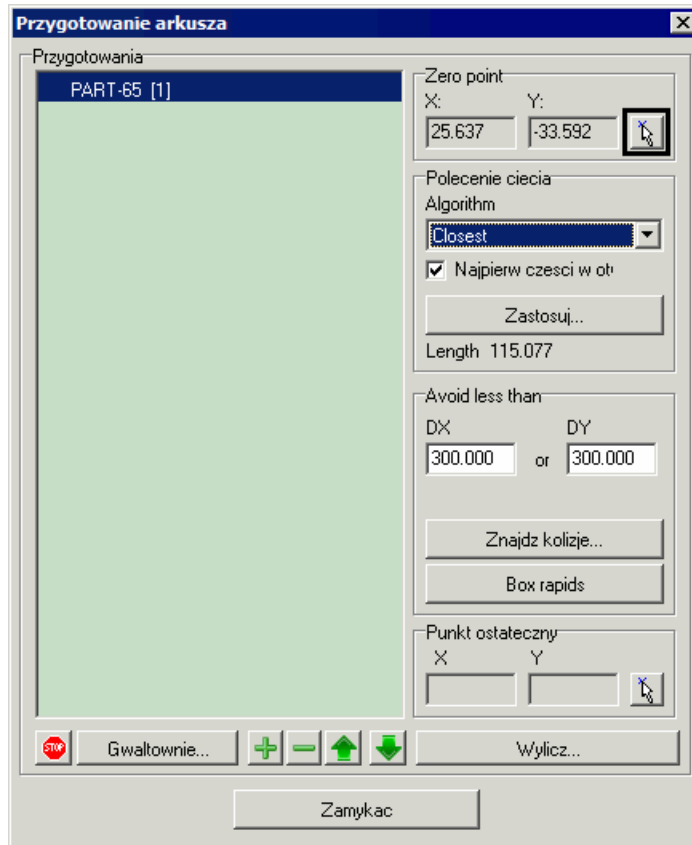 Przygotowanie arkusza
Przygotowania
PART-65 [1]
Zero point
X: Y:
25.637 -33.592
Polecenie ciecia
Algorithm
Closest
Najpierw czesci w ot
Zastosuj...
Length 115.077
Avoid less than
DX DY
300.000 or 300.000
Znajdz kolizje...
Box rapids
Punkt ostateczny
X Y
STOP Gwaltownie... Wylicz...
Zamykac